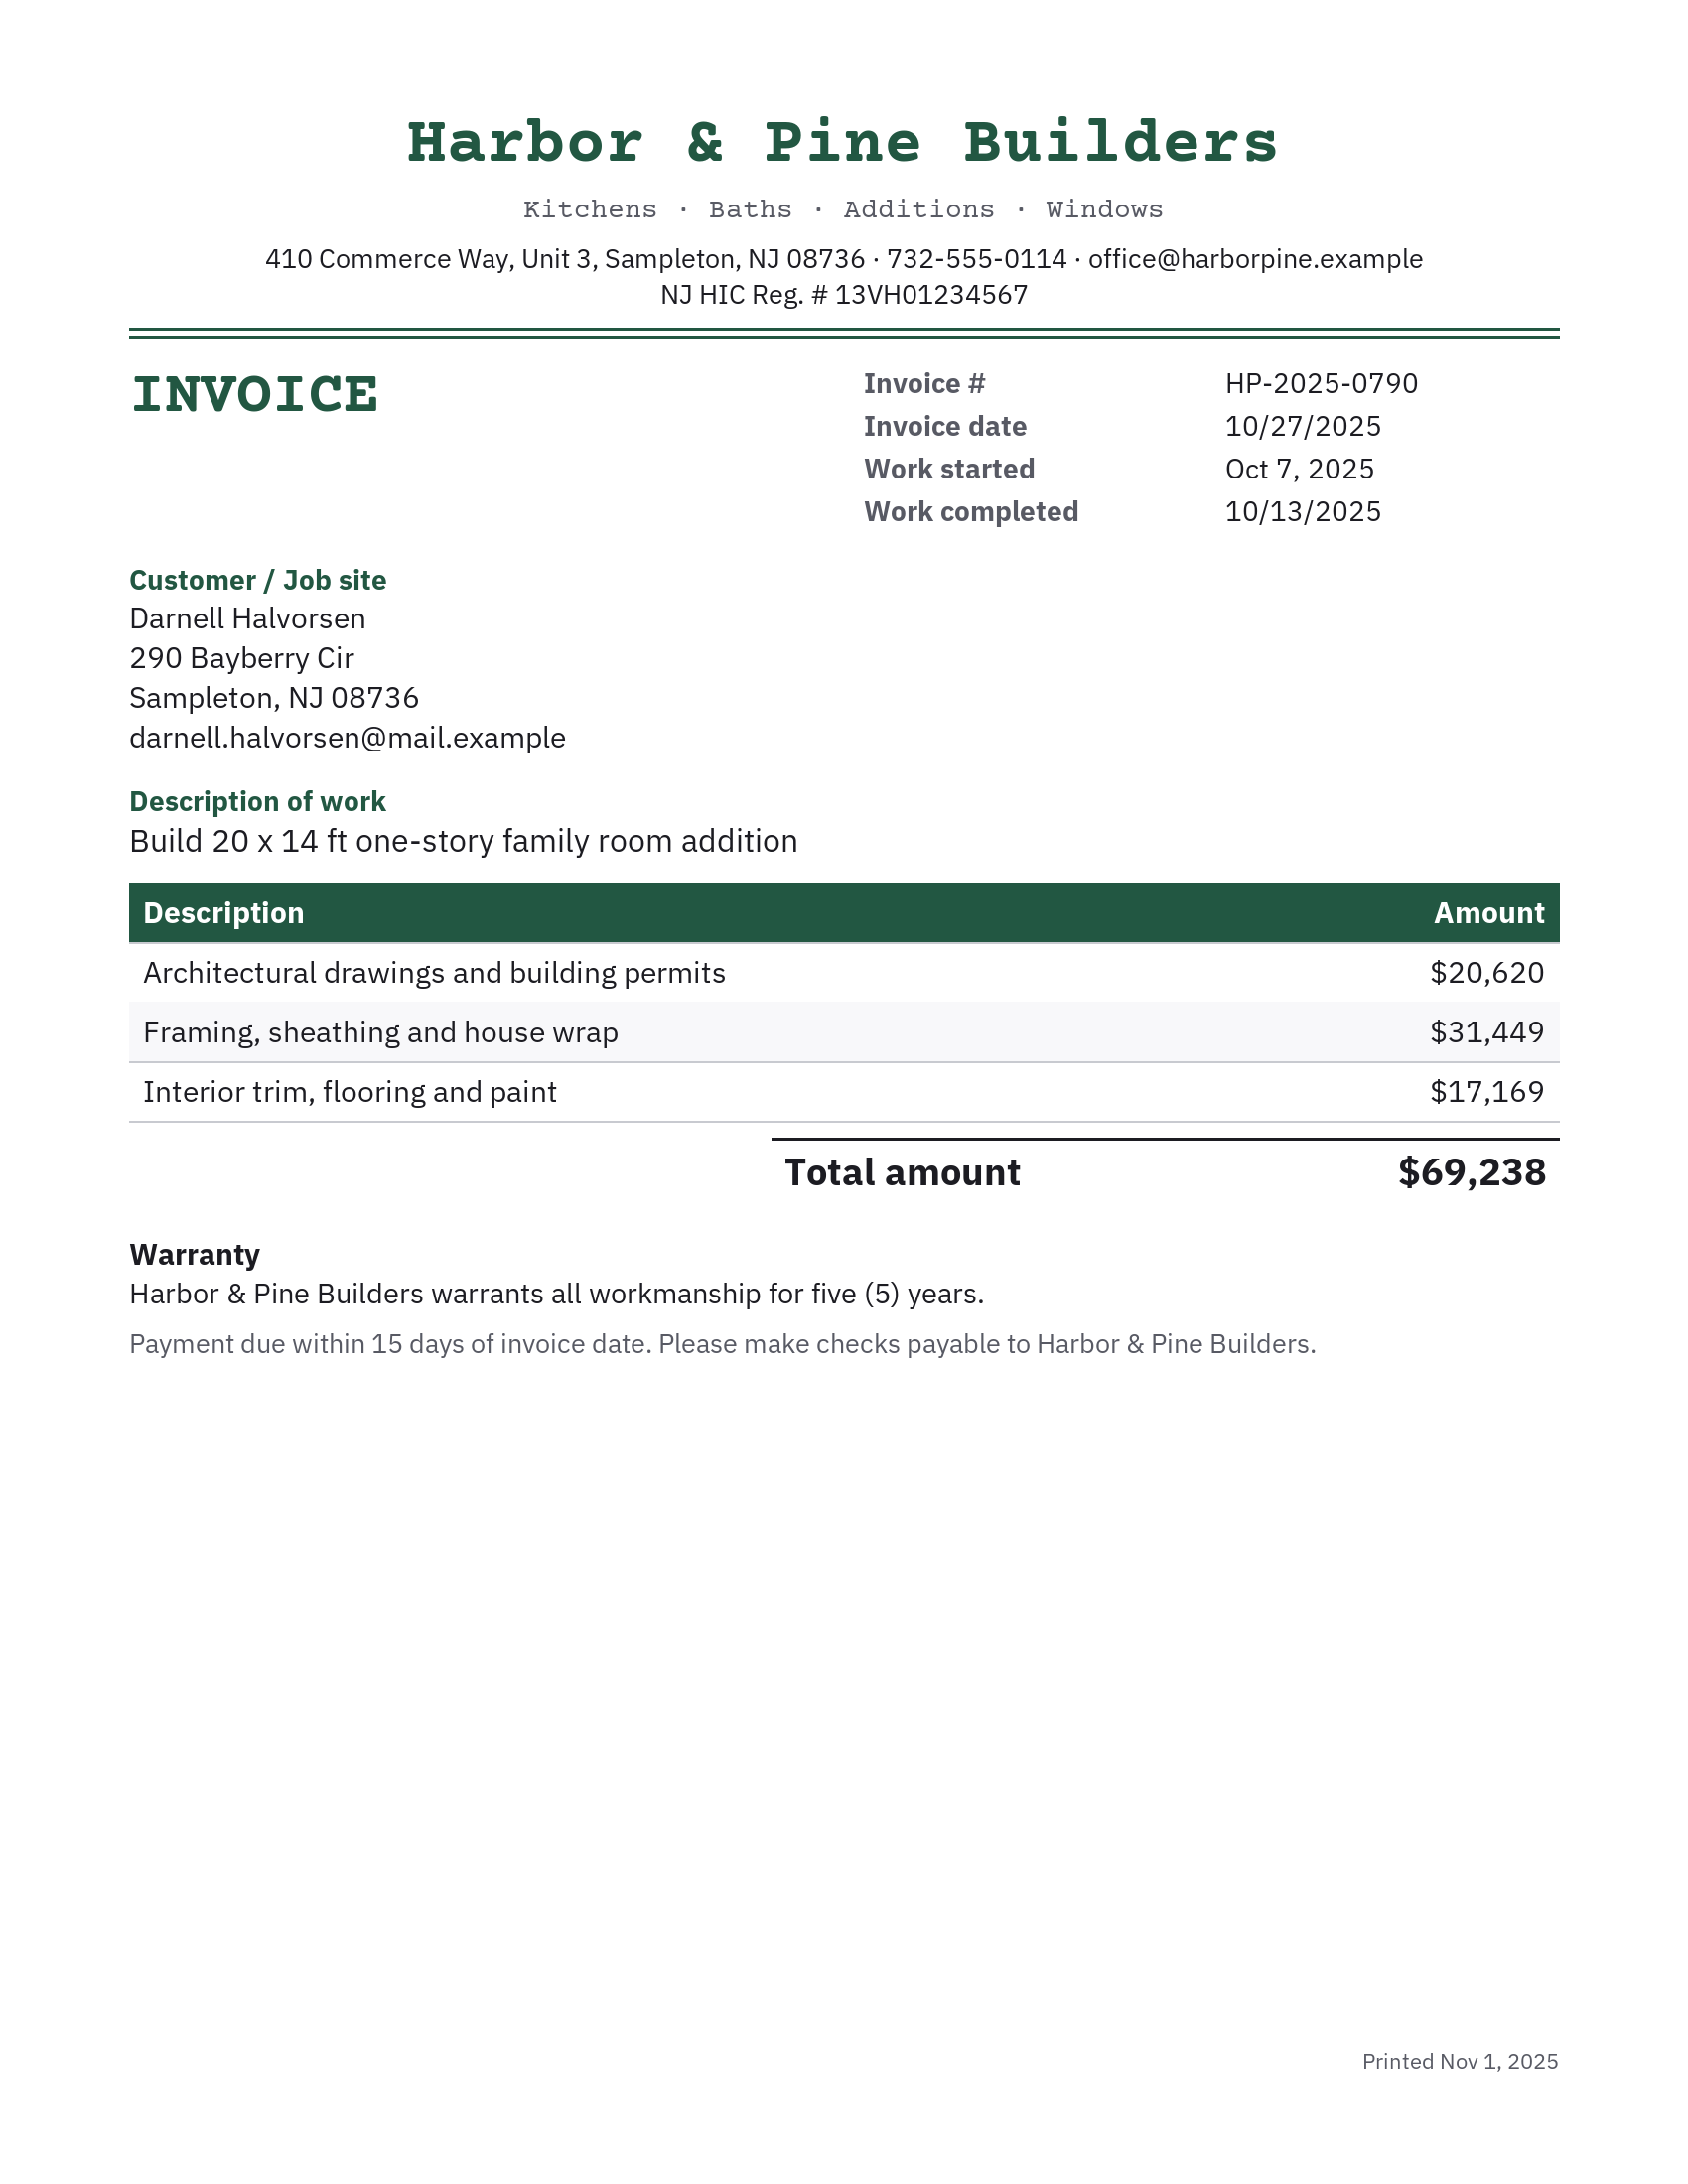 Harbor & Pine Builders
Kitchens · Baths · Additions · Windows
410 Commerce Way, Unit 3, Sampleton, NJ 08736 · 732-555-0114 · office@harborpine.example
NJ HIC Reg. # 13VH01234567
INVOICE
Invoice # HP-2025-0790
Invoice date 10/27/2025
Work started Oct 7, 2025
Work completed 10/13/2025
Customer / Job site
Darnell Halvorsen
290 Bayberry Cir
Sampleton, NJ 08736
darnell.halvorsen@mail.example
Description of work
Build 20 x 14 ft one-story family room addition
Description Amount
Architectural drawings and building permits $20,620
Framing, sheathing and house wrap $31,449
Interior trim, flooring and paint $17,169
Total amount $69,238
Warranty
Harbor & Pine Builders warrants all workmanship for five (5) years.
Payment due within 15 days of invoice date. Please make checks payable to Harbor & Pine Builders.
Printed Nov 1, 2025